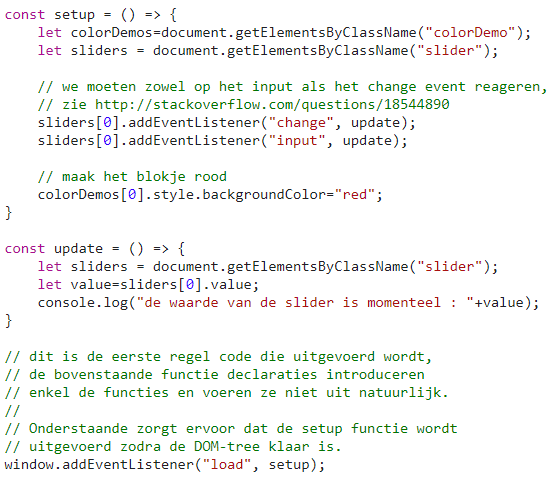 const setup = () => {
    let colorDemos=document.getElementsByClassName("colorDemo");
    let sliders = document.getElementsByClassName("slider");

    // we moeten zowel op het input als het change event reageren,
    // zie http://stackoverflow.com/questions/18544890
    sliders[0].addEventListener("change", update);
    sliders[0].addEventListener("input", update);

    // maak het blokje rood
    colorDemos[0].style.backgroundColor="red";
}

const update = () => {
    let sliders = document.getElementsByClassName("slider");
    let value=sliders[0].value;
    console.log("de waarde van de slider is momenteel : "+value);
}

// dit is de eerste regel code die uitgevoerd wordt,
// de bovenstaande functie declaraties introduceren
// enkel de functies en voeren ze niet uit natuurlijk.
//
// Onderstaande zorgt ervoor dat de setup functie wordt
// uitgevoerd zodra de DOM-tree klaar is.
window.addEventListener("load", setup);